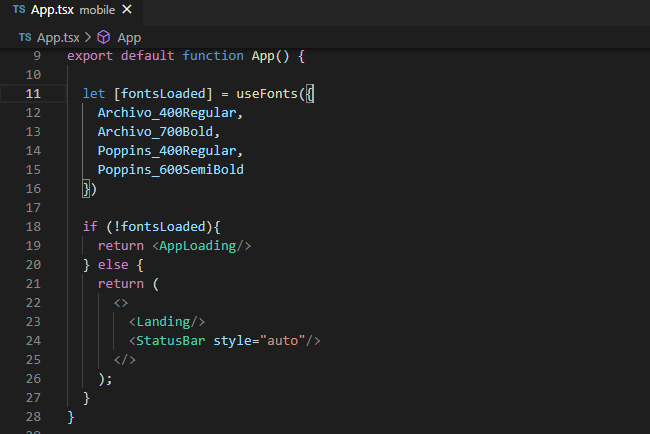 TS App.tsx mobile ×
TS App.tsx > App
9 export default function App() {
10
11 let [fontsLoaded] = useFonts({
12 Archivo_400Regular,
13 Archivo_700Bold,
14 Poppins_400Regular,
15 Poppins_600SemiBold
16 })
17
18 if (!fontsLoaded){
19 return <AppLoading/>
20 } else {
21 return (
22 <>
23 <Landing/>
24 <StatusBar style="auto"/>
25 </>
26 );
27 }
28 }